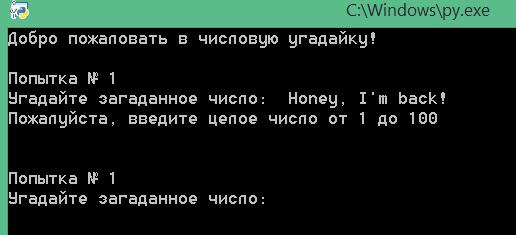 C:\Windows\py.exe
Добро пожаловать в числовую угадайку!
Попытка № 1
Угадайте загаданное число:  Honey, I'm back!
Пожалуйста, введите целое число от 1 до 100
Попытка № 1
Угадайте загаданное число: